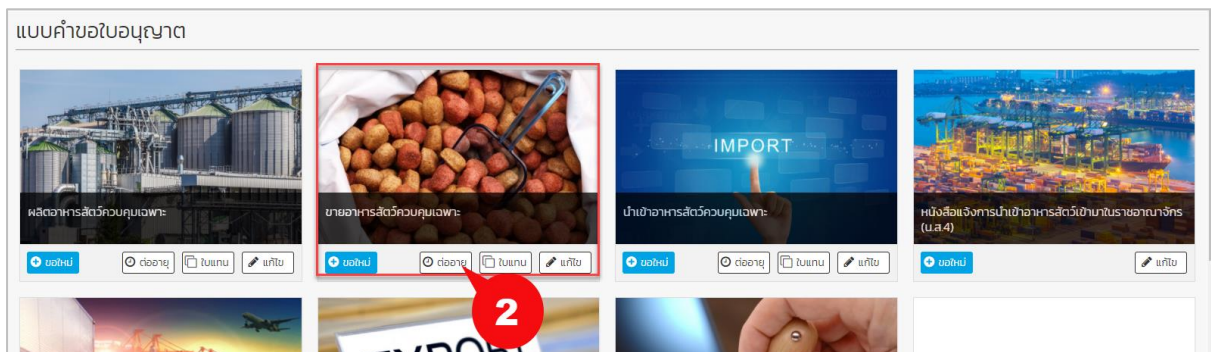 แบบคำขอใบอนุญาต
ผลิตอาหารสัตว์ควบคุมเฉพาะ
ขอใหม่ ต่ออายุ ใบแทน แก้ไข
ขายอาหารสัตว์ควบคุมเฉพาะ
ขอใหม่ ต่ออายุ ใบแทน แก้ไข
2
IMPORT
นำเข้าอาหารสัตว์ควบคุมเฉพาะ
ขอใหม่ ต่ออายุ ใบแทน แก้ไข
หนังสือแจ้งการนำเข้าอาหารสัตว์เข้ามาในราชอาณาจักร
(น.ส.4)
ขอใหม่ แก้ไข
EXPORT